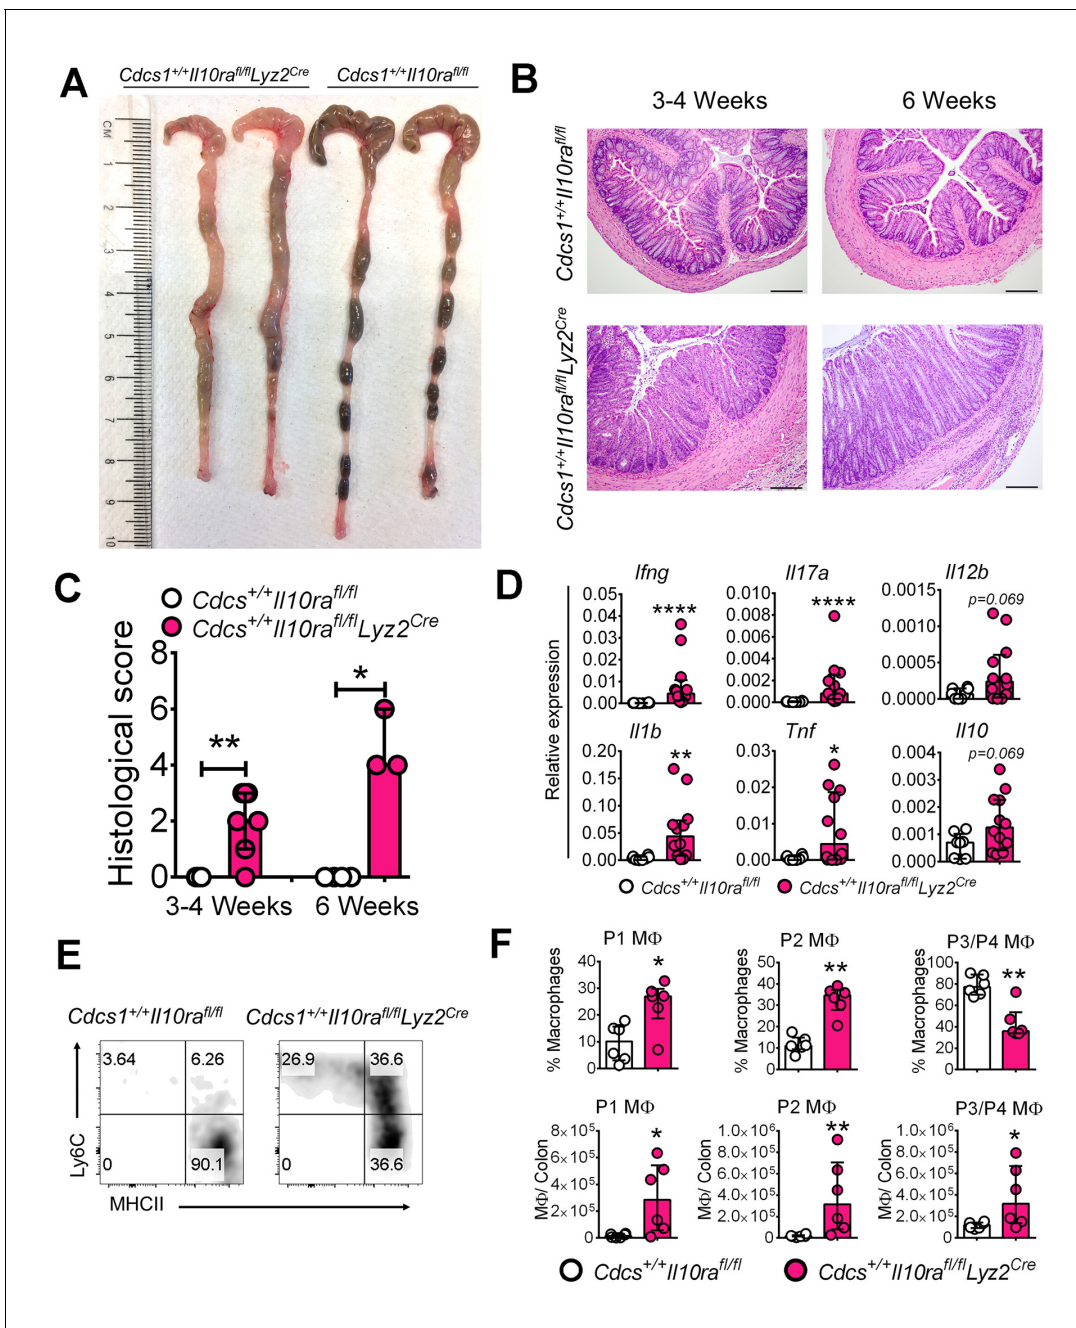 A
Cdcs1+/+Il10rafl/flLyz2Cre
Cdcs1+/+Il10rafl/fl
CM
1
2
3
4
5
6
7
8
9
10
B
3-4 Weeks
6 Weeks
Cdcs1+/+Il10rafl/fl
Cdcs1+/+Il10rafl/flLyz2Cre
C
Cdcs+/+Il10rafl/fl
Cdcs+/+Il10rafl/flLyz2Cre
Histological score
8
6
4
2
0
**
*
3-4 Weeks
6 Weeks
D
Relative expression
Ifng
0.05
0.04
0.03
0.02
0.01
0.00
****
Il17a
0.010
0.008
0.006
0.004
0.002
0.000
****
Il12b
0.0015
0.0010
0.0005
0.0000
p=0.069
Il1b
0.20
0.15
0.10
0.05
0.00
**
Tnf
0.03
0.02
0.01
0.00
*
Il10
0.004
0.003
0.002
0.001
0.000
p=0.069
Cdcs+/+Il10rafl/fl
Cdcs+/+Il10rafl/flLyz2Cre
E
Cdcs1+/+Il10rafl/fl
Cdcs1+/+Il10rafl/flLyz2Cre
3.64
6.26
0
90.1
26.9
36.6
0
36.6
Ly6C
MHCII
F
P1 MΦ
% Macrophages
40
30
20
10
0
*
P2 MΦ
% Macrophages
50
40
30
20
10
0
**
P3/P4 MΦ
% Macrophages
100
80
60
40
20
0
**
P1 MΦ
MΦ/ Colon
8×105
6×105
4×105
2×105
0
*
P2 MΦ
MΦ/ Colon
1.0×106
8.0×105
6.0×105
4.0×105
2.0×105
0
**
P3/P4 MΦ
MΦ/ Colon
1.0×106
8.0×105
6.0×105
4.0×105
2.0×105
0
*
Cdcs+/+Il10rafl/fl
Cdcs+/+Il10rafl/flLyz2Cre